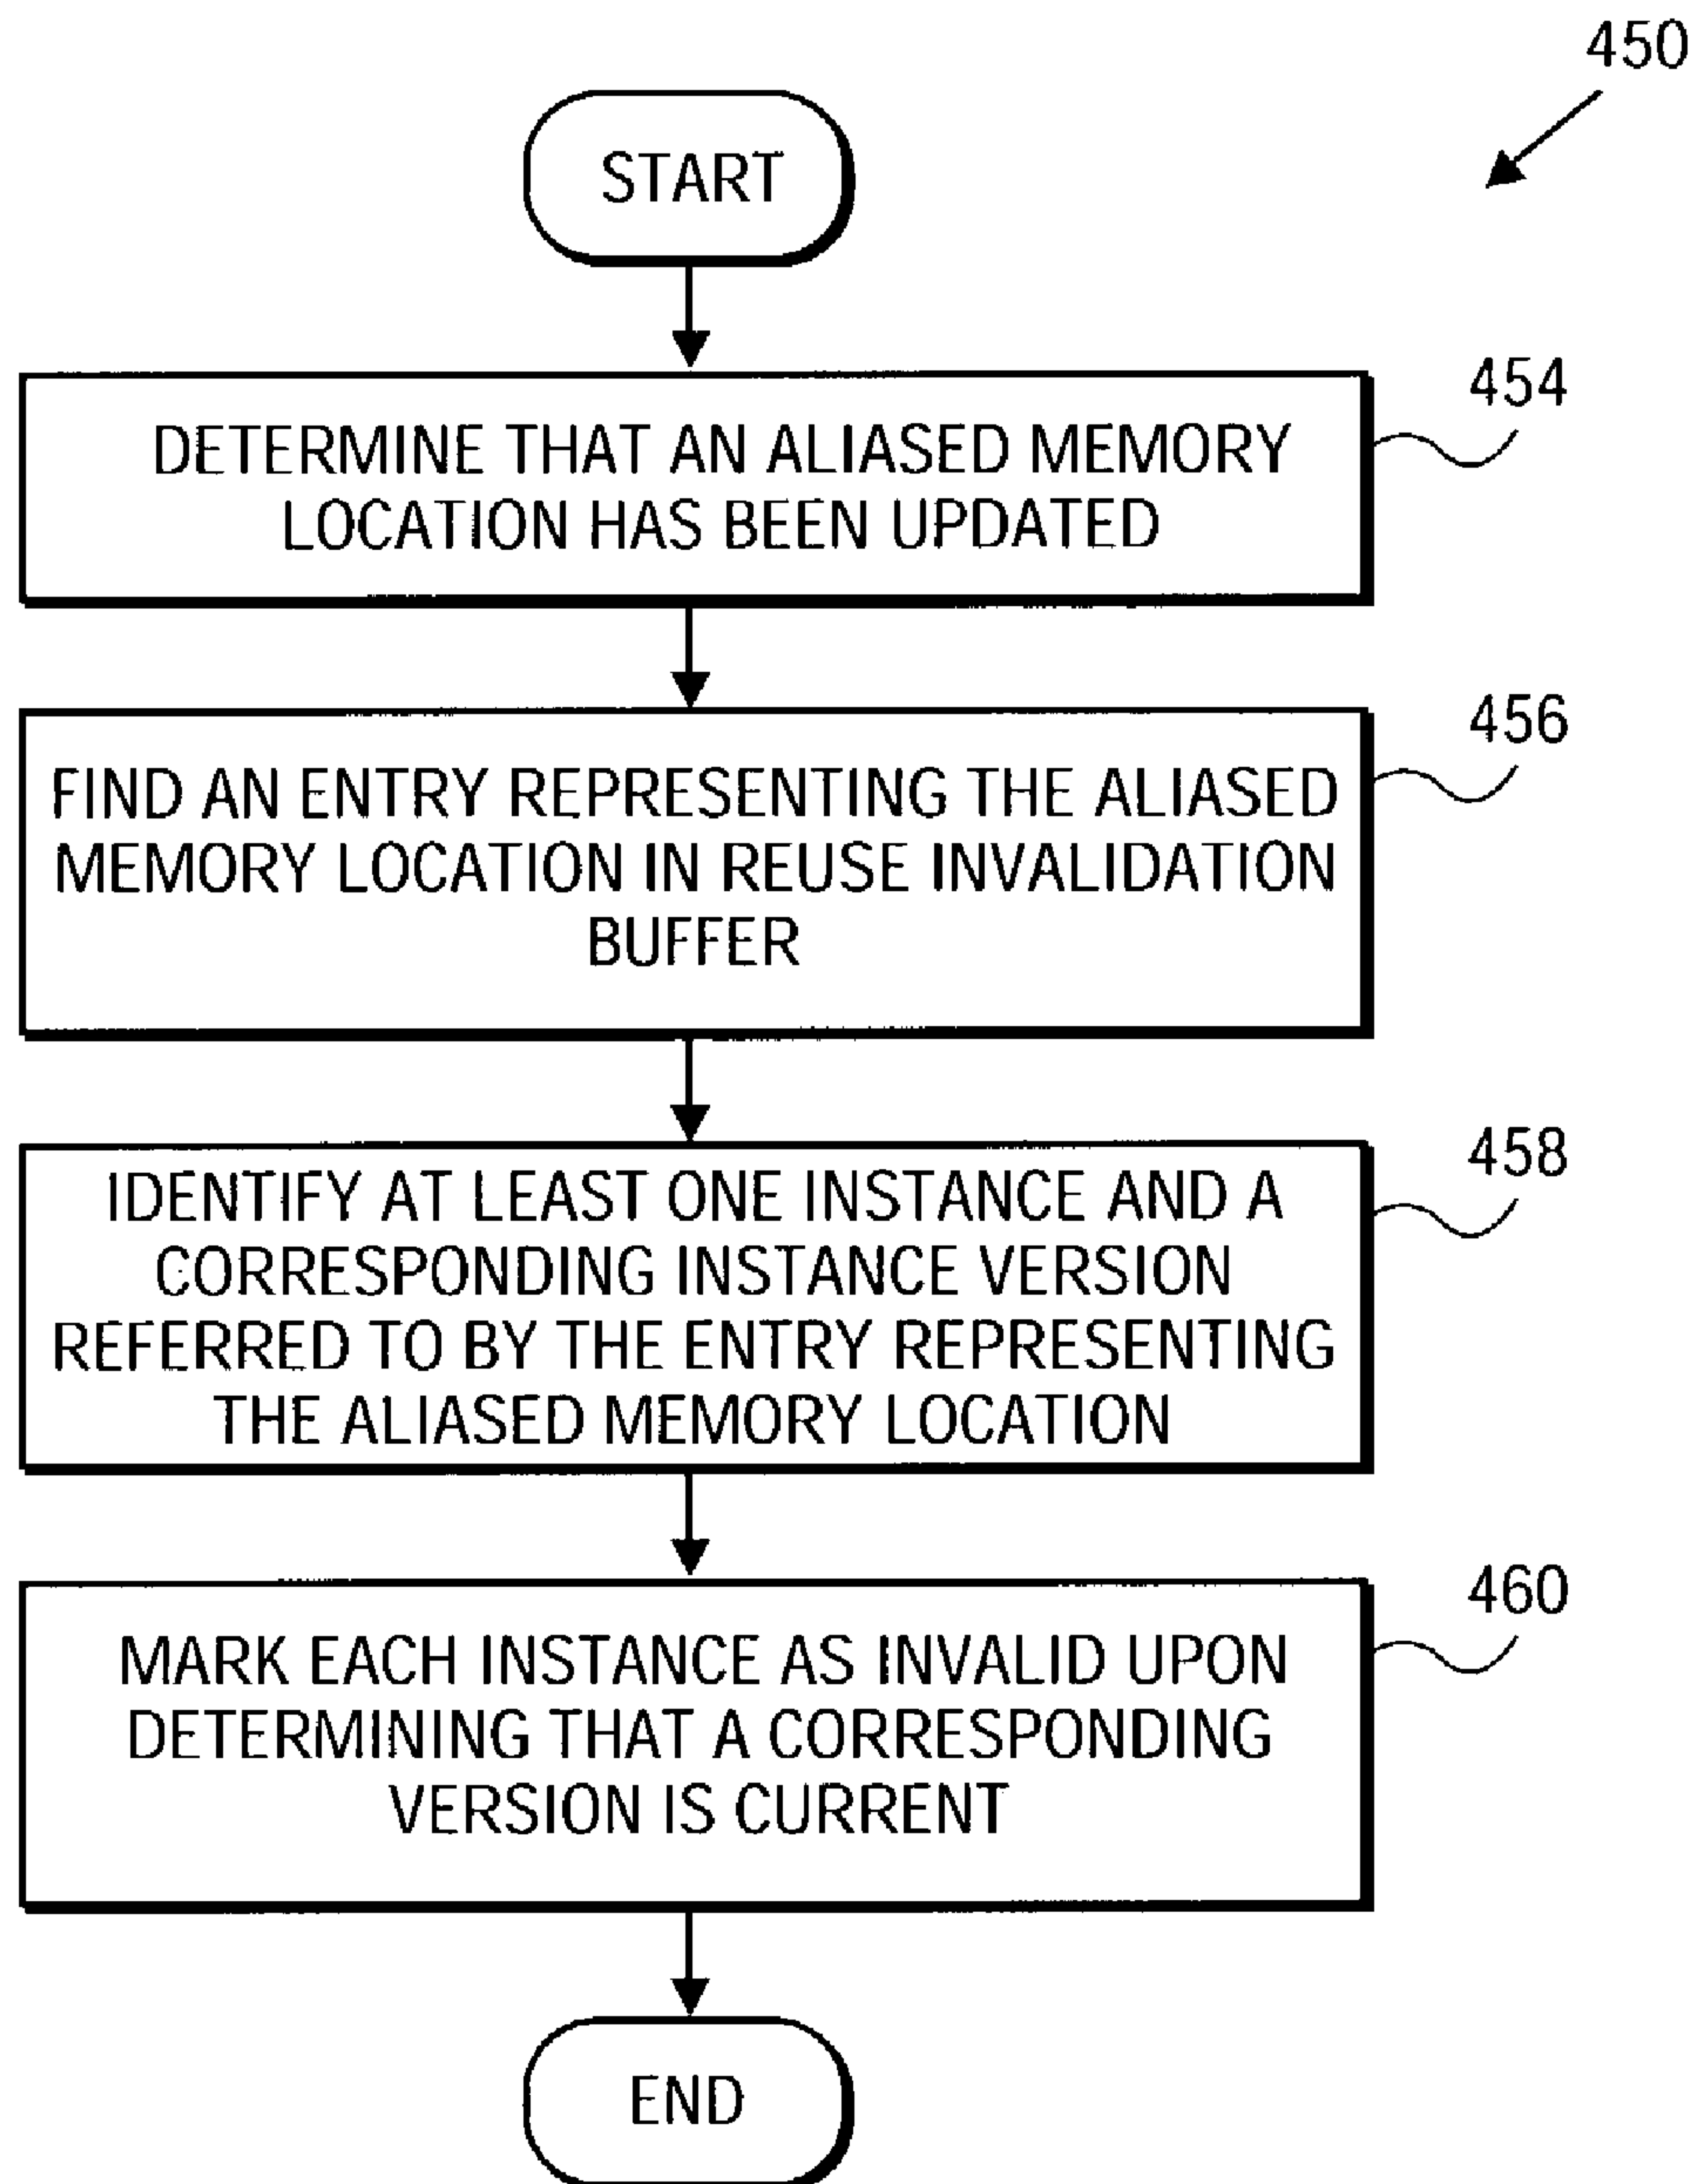 450
START
454
DETERMINE THAT AN ALIASED MEMORY
LOCATION HAS BEEN UPDATED
456
FIND AN ENTRY REPRESENTING THE ALIASED
MEMORY LOCATION IN REUSE INVALIDATION
BUFFER
458
IDENTIFY AT LEAST ONE INSTANCE AND A
CORRESPONDING INSTANCE VERSION
REFERRED TO BY THE ENTRY REPRESENTING
THE ALIASED MEMORY LOCATION
460
MARK EACH INSTANCE AS INVALID UPON
DETERMINING THAT A CORRESPONDING
VERSION IS CURRENT
END